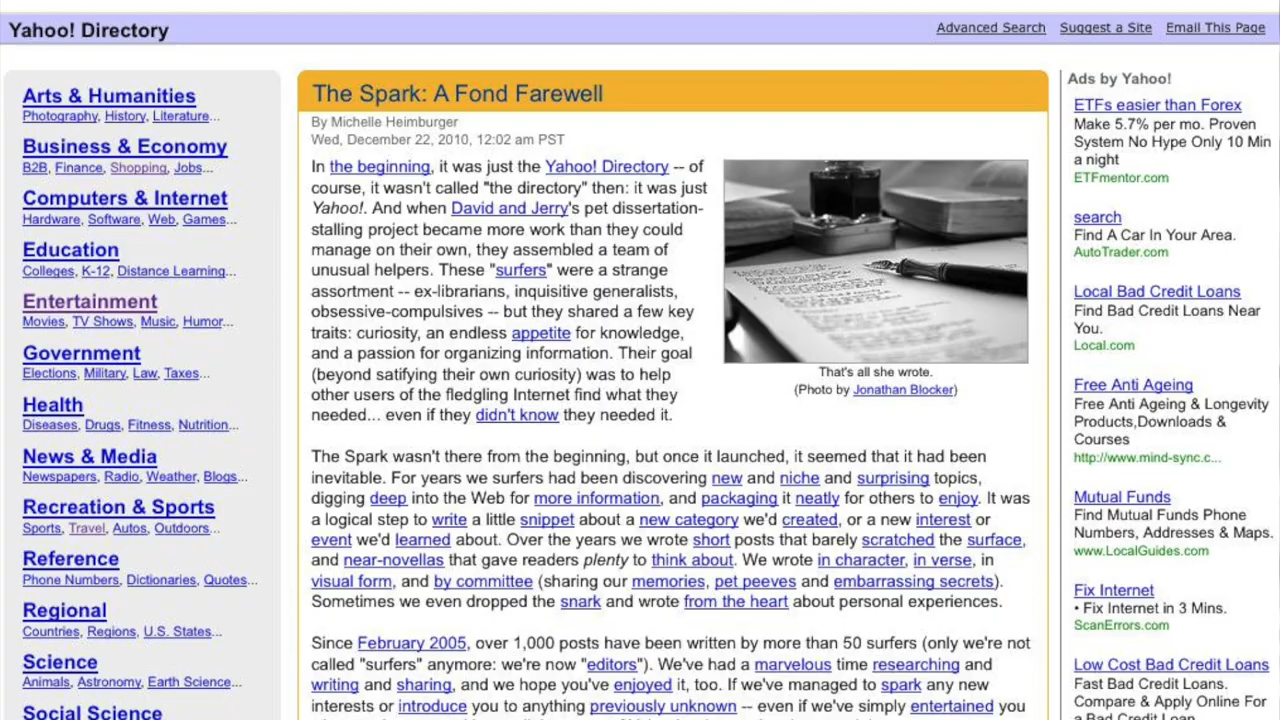 Yahoo! Directory
Advanced Search Suggest a Site Email This Page
Arts & Humanities
Photography, History, Literature...
Business & Economy
B2B, Finance, Shopping, Jobs...
Computers & Internet
Hardware, Software, Web, Games...
Education
Colleges, K-12, Distance Learning...
Entertainment
Movies, TV Shows, Music, Humor...
Government
Elections, Military, Law, Taxes...
Health
Diseases, Drugs, Fitness, Nutrition...
News & Media
Newspapers, Radio, Weather, Blogs...
Recreation & Sports
Sports, Travel, Autos, Outdoors...
Reference
Phone Numbers, Dictionaries, Quotes...
Regional
Countries, Regions, U.S. States...
Science
Animals, Astronomy, Earth Science...
Social Science
The Spark: A Fond Farewell
By Michelle Heimburger
Wed, December 22, 2010, 12:02 am PST
In the beginning, it was just the Yahoo! Directory -- of
course, it wasn't called "the directory" then: it was just
Yahoo!. And when David and Jerry's pet dissertation-
stalling project became more work than they could
manage on their own, they assembled a team of
unusual helpers. These "surfers" were a strange
assortment -- ex-librarians, inquisitive generalists,
obsessive-compulsives -- but they shared a few key
traits: curiosity, an endless appetite for knowledge,
and a passion for organizing information. Their goal
(beyond satifying their own curiosity) was to help
other users of the fledgling Internet find what they
needed... even if they didn't know they needed it.
That's all she wrote.
(Photo by Jonathan Blocker)
The Spark wasn't there from the beginning, but once it launched, it seemed that it had been
inevitable. For years we surfers had been discovering new and niche and surprising topics,
digging deep into the Web for more information, and packaging it neatly for others to enjoy. It was
a logical step to write a little snippet about a new category we'd created, or a new interest or
event we'd learned about. Over the years we wrote short posts that barely scratched the surface,
and near-novellas that gave readers plenty to think about. We wrote in character, in verse, in
visual form, and by committee (sharing our memories, pet peeves and embarrassing secrets).
Sometimes we even dropped the snark and wrote from the heart about personal experiences.
Since February 2005, over 1,000 posts have been written by more than 50 surfers (only we're not
called "surfers" anymore: we're now "editors"). We've had a marvelous time researching and
writing and sharing, and we hope you've enjoyed it, too. If we've managed to spark any new
interests or introduce you to anything previously unknown -- even if we've simply entertained you
Ads by Yahoo!
ETFs easier than Forex
Make 5.7% per mo. Proven
System No Hype Only 10 Min
a night
ETFmentor.com
search
Find A Car In Your Area.
AutoTrader.com
Local Bad Credit Loans
Find Bad Credit Loans Near
You.
Local.com
Free Anti Ageing
Free Anti Ageing & Longevity
Products,Downloads &
Courses
http://www.mind-sync.c...
Mutual Funds
Find Mutual Funds Phone
Numbers, Addresses & Maps.
www.LocalGuides.com
Fix Internet
• Fix Internet in 3 Mins.
ScanErrors.com
Low Cost Bad Credit Loans
Fast Bad Credit Loans.
Compare & Apply Online For
a Bad Credit Loan